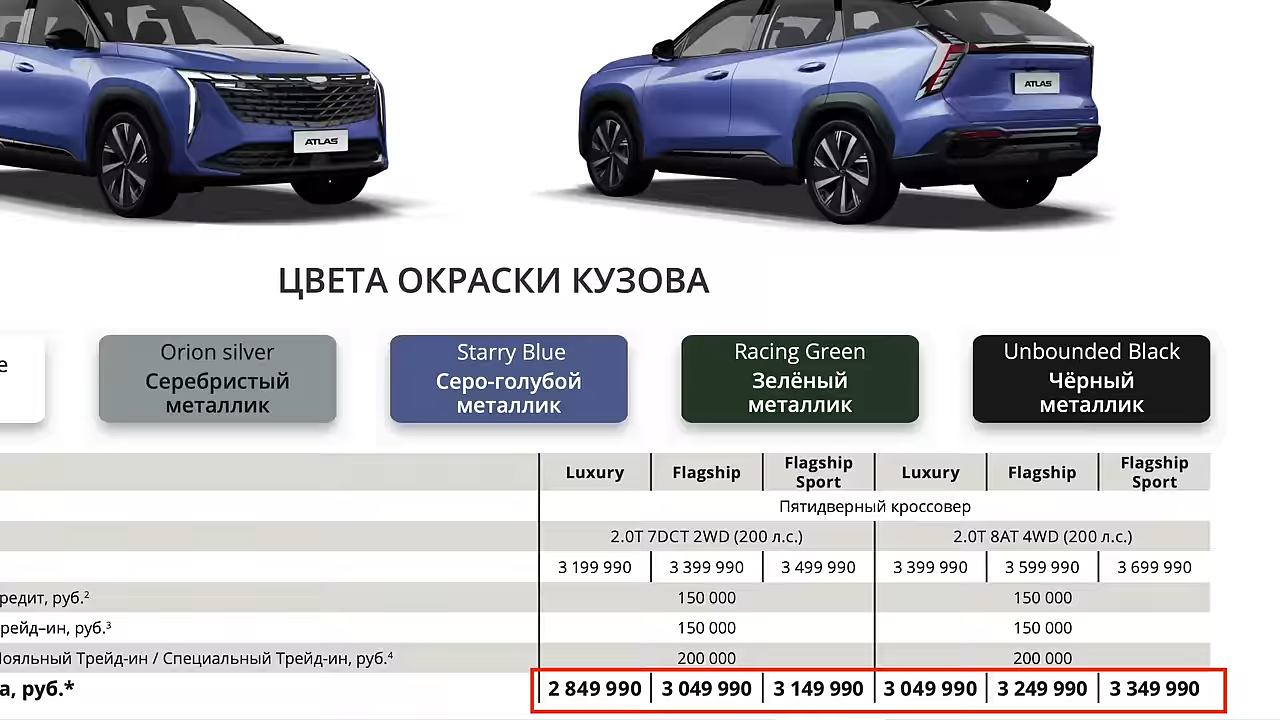 ATLAS
ATLAS
ЦВЕТА ОКРАСКИ КУЗОВА
Orion silver
Серебристый
металлик
Starry Blue
Серо-голубой
металлик
Racing Green
Зелёный
металлик
Unbounded Black
Чёрный
металлик
Luxury Flagship Flagship Sport Luxury Flagship Flagship Sport
Пятидверный кроссовер
2.0T 7DCT 2WD (200 л.с.) 2.0T 8AT 4WD (200 л.с.)
3 199 990 3 399 990 3 499 990 3 399 990 3 599 990 3 699 990
редит, руб.² 150 000 150 000
рейд–ин, руб.³ 150 000 150 000
Лояльный Трейд-ин / Специальный Трейд-ин, руб.⁴ 200 000 200 000
а, руб.* 2 849 990 3 049 990 3 149 990 3 049 990 3 249 990 3 349 990